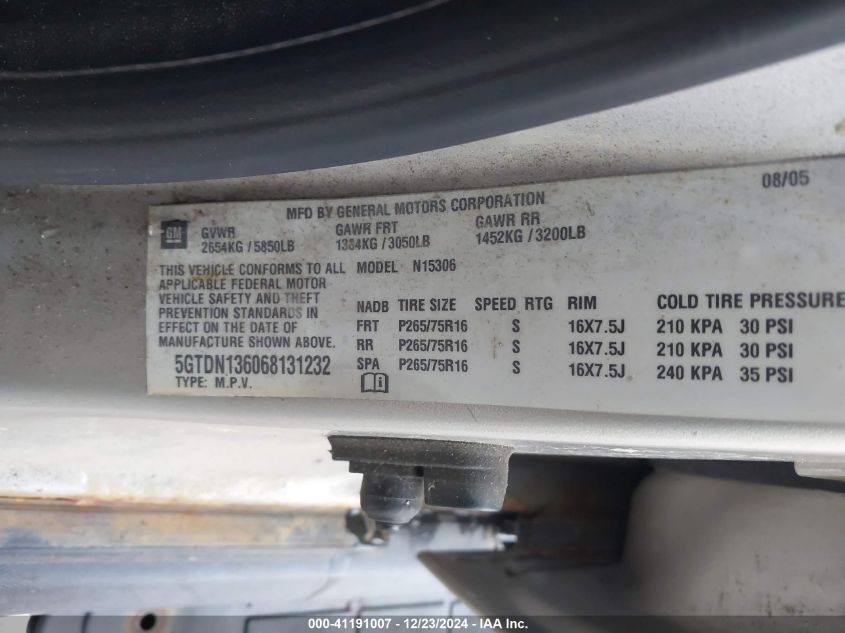 08/05
MFD BY GENERAL MOTORS CORPORATION
GM
GVWR GAWR FRT GAWR RR
2654KG / 5850LB 1384KG / 3050LB 1452KG / 3200LB
THIS VEHICLE CONFORMS TO ALL MODEL N15306
APPLICABLE FEDERAL MOTOR
VEHICLE SAFETY AND THEFT
PREVENTION STANDARDS IN
EFFECT ON THE DATE OF
MANUFACTURE SHOWN ABOVE.
5GTDN136068131232
TYPE: M.P.V.
NADB TIRE SIZE SPEED RTG RIM COLD TIRE PRESSURE
FRT P265/75R16 S 16X7.5J 210 KPA 30 PSI
RR P265/75R16 S 16X7.5J 210 KPA 30 PSI
SPA P265/75R16 S 16X7.5J 240 KPA 35 PSI
000-41191007 - 12/23/2024 - IAA Inc.